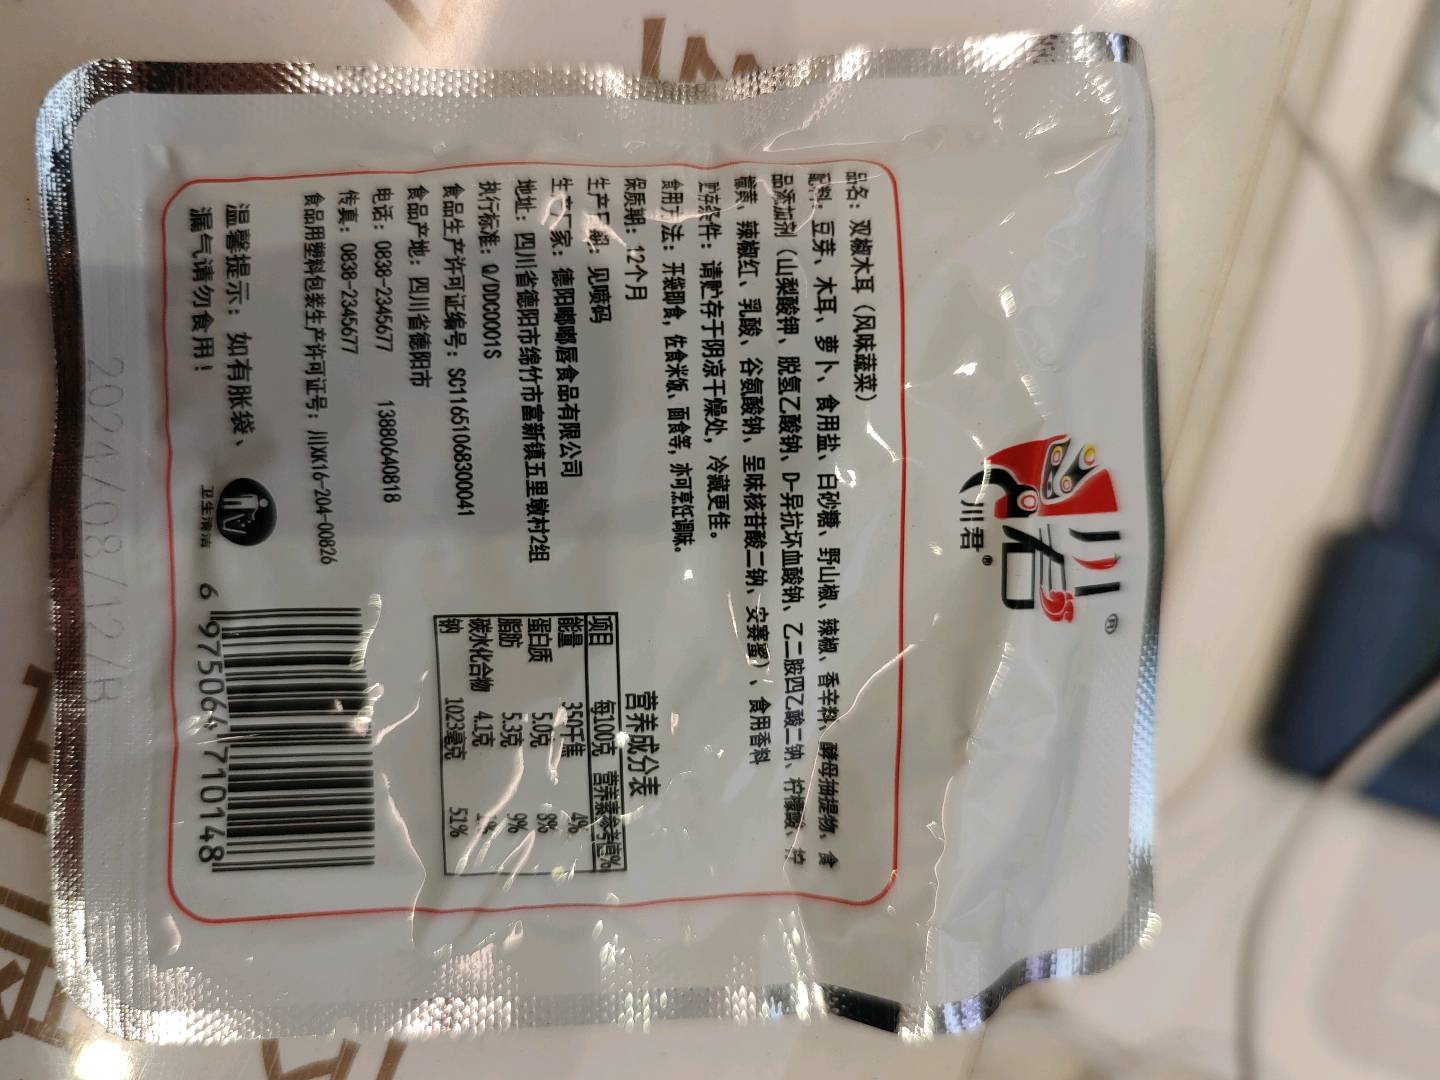 川君
®
川君®
品名：双椒木耳（风味蔬菜）
配料：豆芽、木耳、萝卜、食用盐、白砂糖、野山椒、辣椒、香辛料、酵母抽提物、食
品添加剂（山梨酸钾、脱氢乙酸钠、D-异抗坏血酸钠、乙二胺四乙酸二钠、柠檬酸、柠
檬黄、辣椒红、乳酸、谷氨酸钠、呈味核苷酸二钠、安赛蜜）、食用香料
贮存条件：请贮存于阴凉干燥处，冷藏更佳。
食用方法：开袋即食，佐食米饭、面食等，亦可烹饪调味。
保质期：12个月
生产日期：见喷码
生产厂家：德阳嘟嘟唇食品有限公司
地址：四川省德阳市绵竹市富新镇五里墩村2组
执行标准：Q/DDC0001S
食品生产许可证编号：SC11651068300041
食品产地：四川省德阳市
电话：0838-2345677 13880640818
传真：0838-2345677
食品用塑料包装生产许可证号：川XK16-204-00826
营养成分表
项目 每100克 营养素参考值%
能量 350千焦 4%
蛋白质 5.0克 8%
脂肪 5.3克 9%
碳水化合物 4.1克 1%
钠 1023毫克 51%
温馨提示：如有胀袋、
漏气请勿食用！
卫生清洁
6 975064 710148
2024/08/12/B